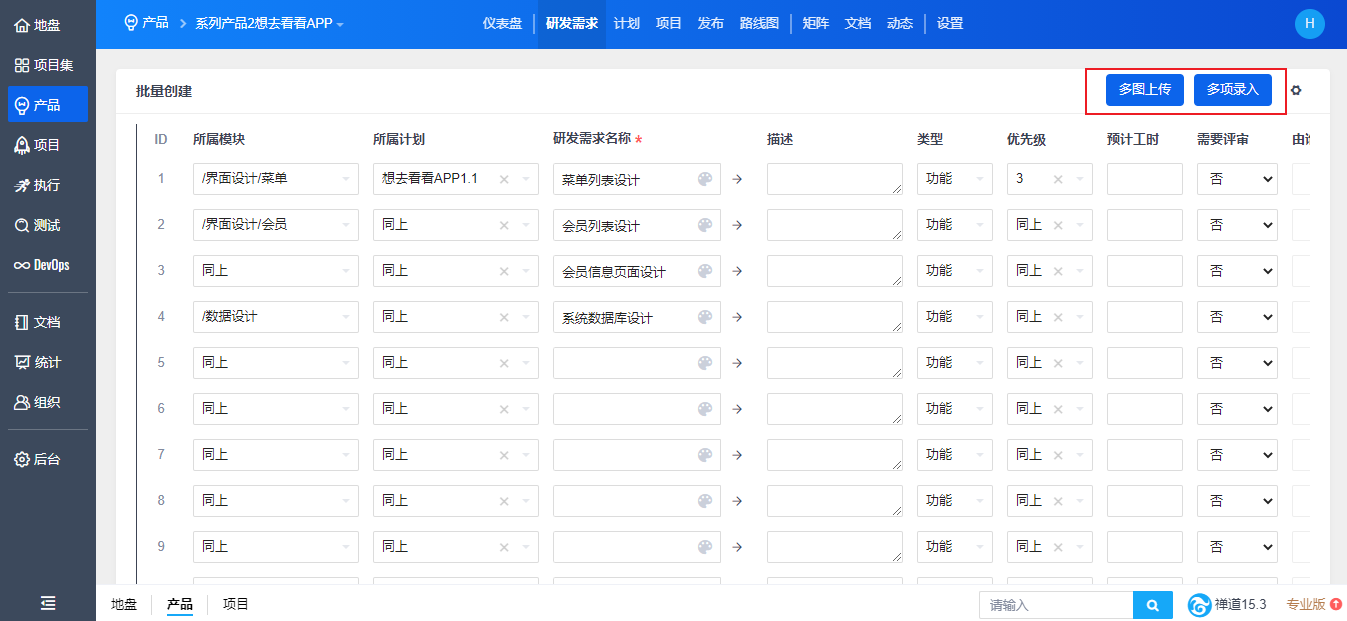 地盘
项目集
产品
项目
执行
测试
DevOps
文档
统计
组织
后台
产品 系列产品2想去看看APP
仪表盘 研发需求 计划 项目 发布 路线图 矩阵 文档 动态 设置
H
批量创建
多图上传 多项录入
ID 所属模块 所属计划 研发需求名称 * 描述 类型 优先级 预计工时 需要评审
1 /界面设计/菜单 想去看看APP1.1 菜单列表设计 功能 3 否
2 /界面设计/会员 同上 会员列表设计 功能 同上 否
3 同上 同上 会员信息页面设计 功能 同上 否
4 /数据设计 同上 系统数据库设计 功能 同上 否
5 同上 同上 功能 同上 否
6 同上 同上 功能 同上 否
7 同上 同上 功能 同上 否
8 同上 同上 功能 同上 否
9 同上 同上 功能 同上 否
地盘 产品 项目
请输入
禅道15.3 专业版